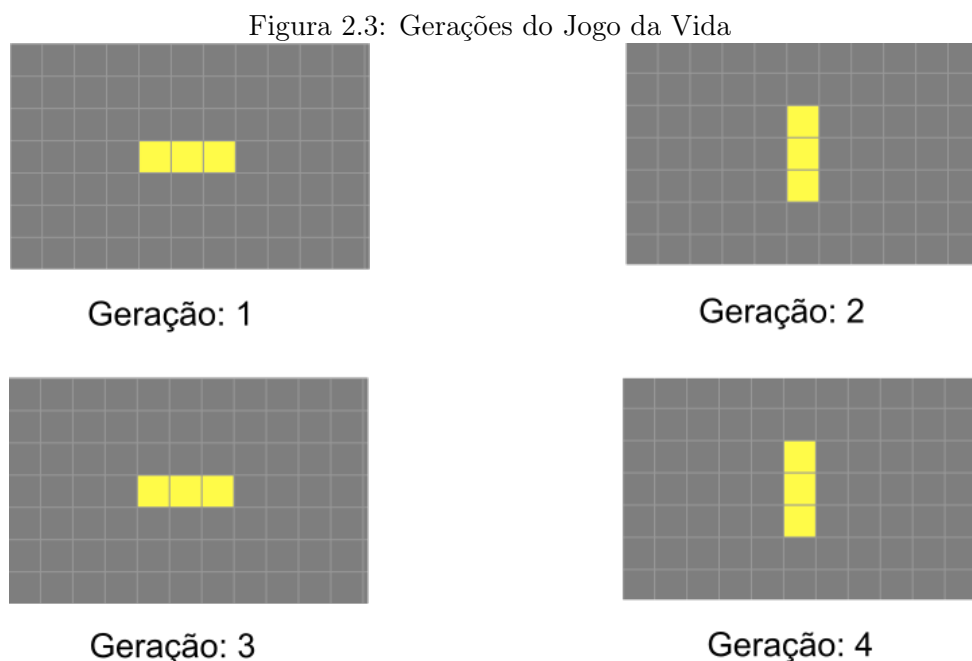 Figura 2.3: Gerações do Jogo da Vida
Geração: 1
Geração: 2
Geração: 3
Geração: 4